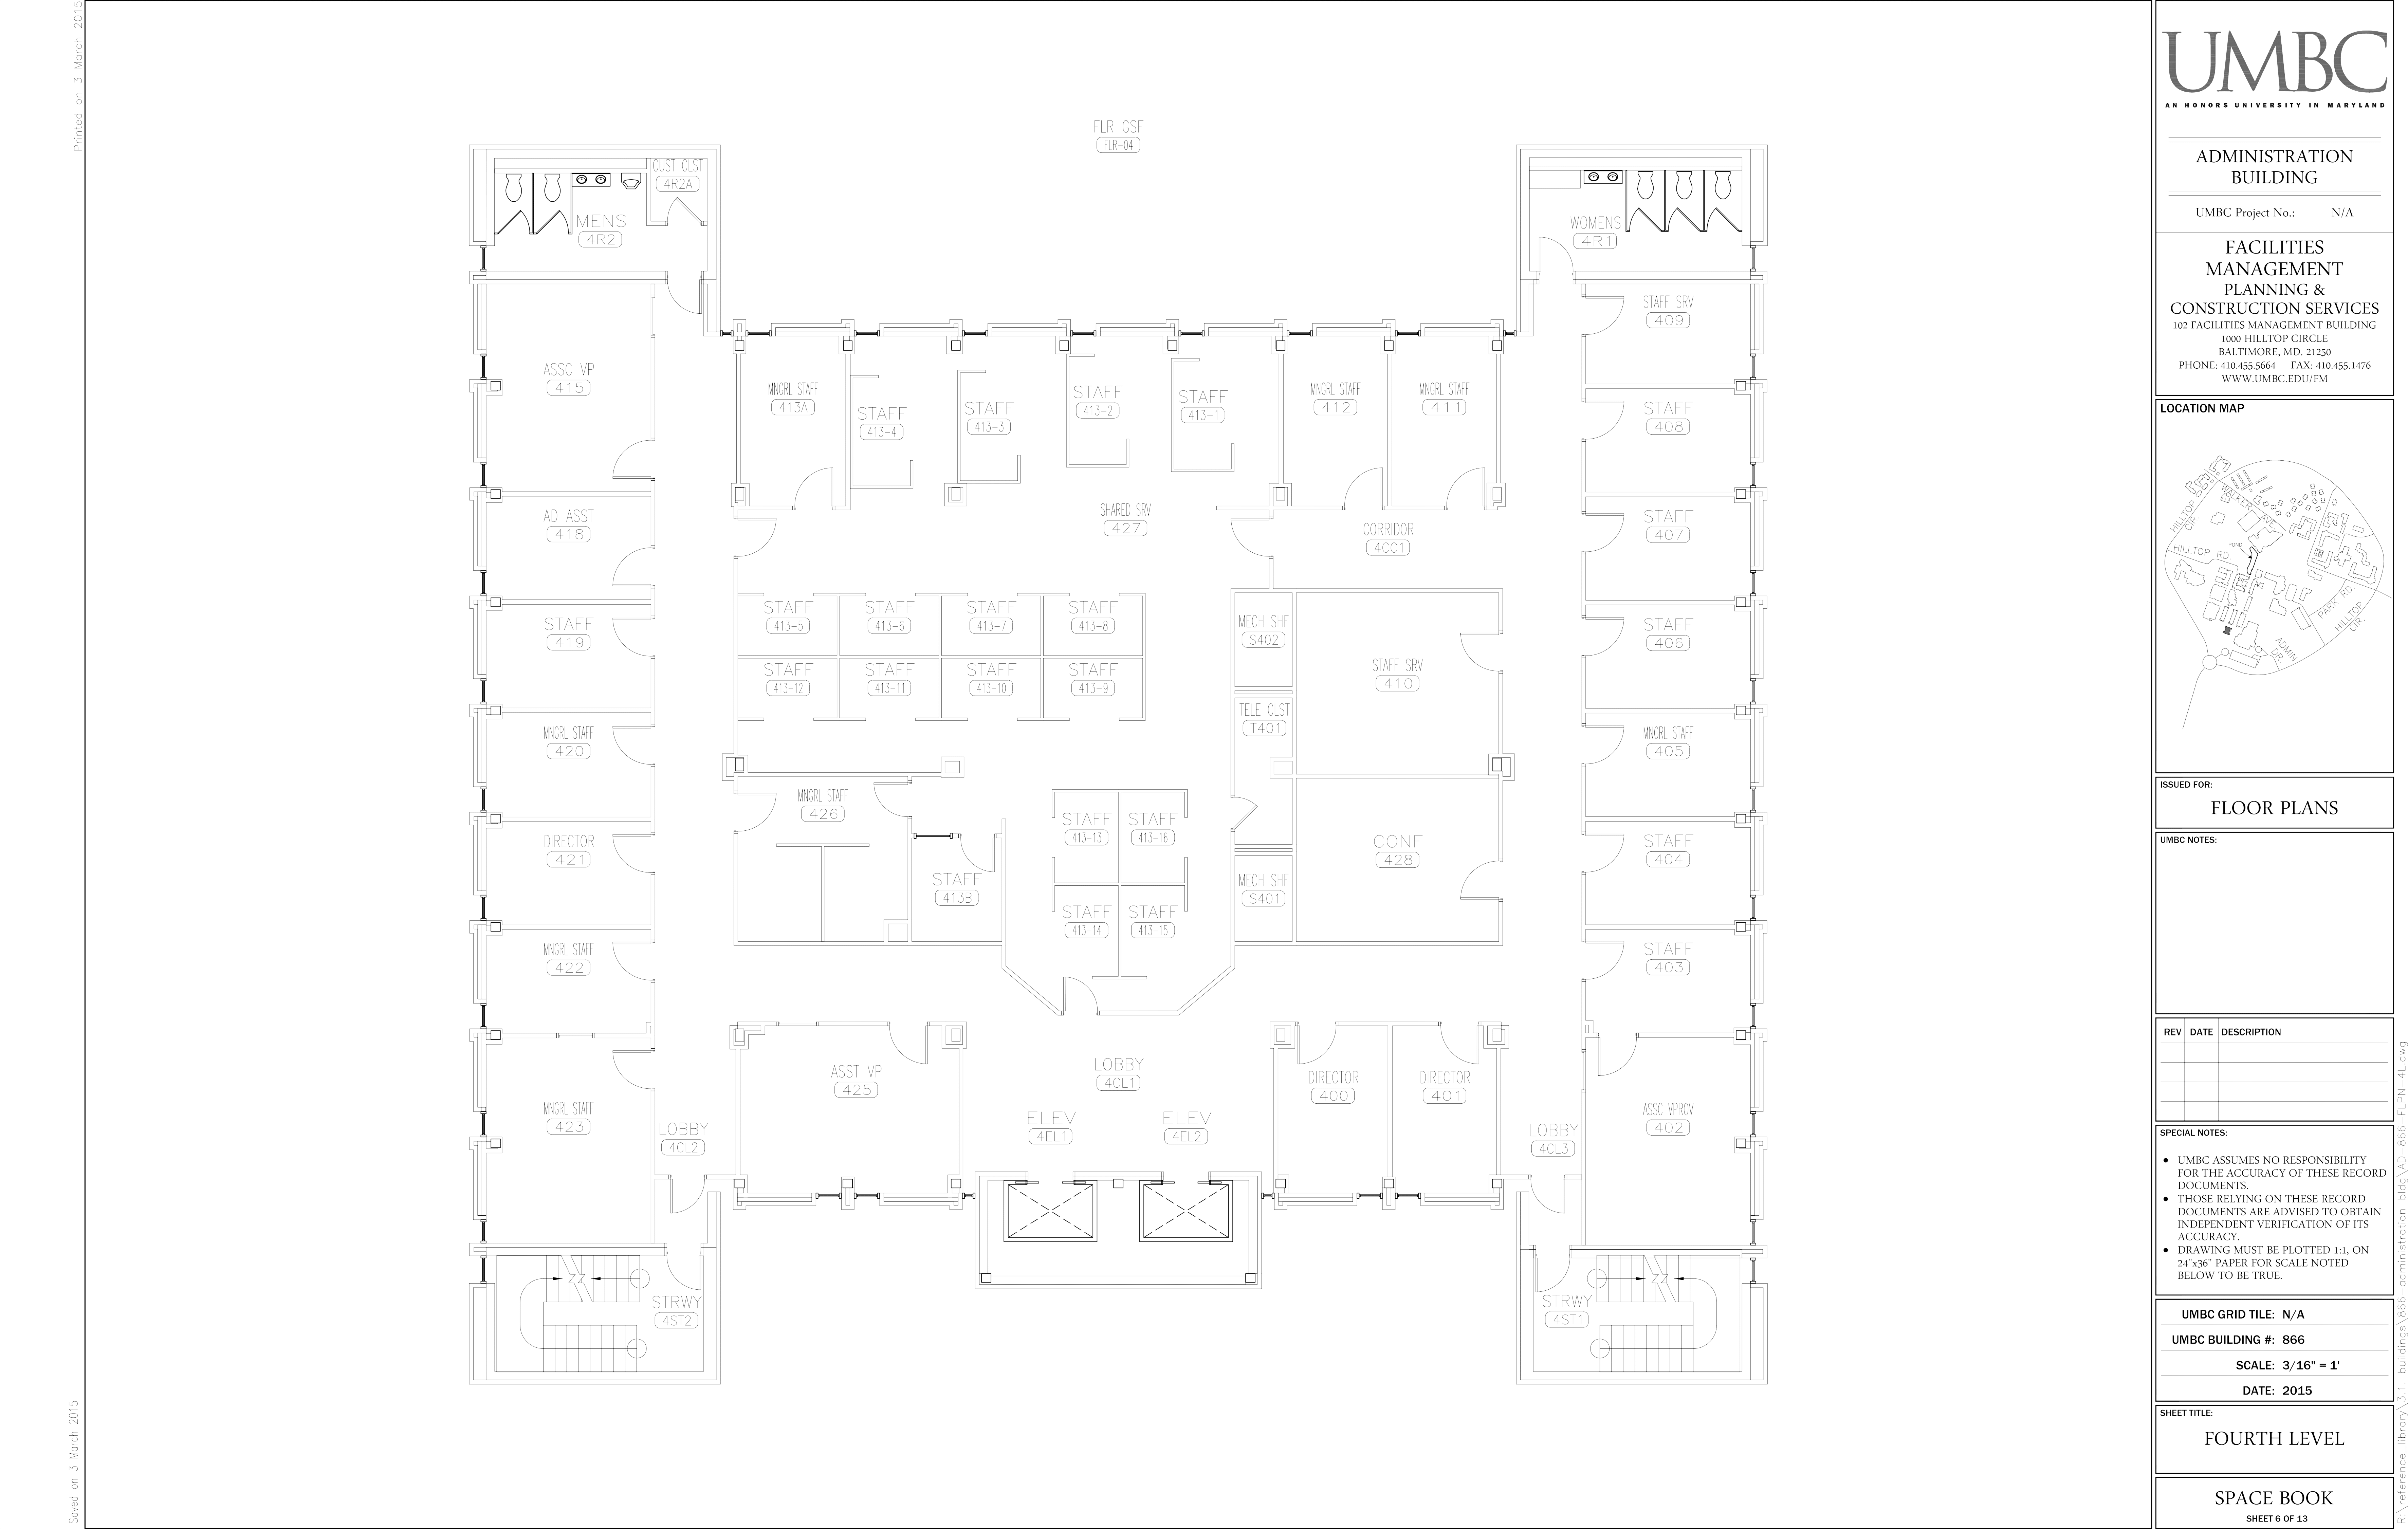 Printed on 3 March 2015
Saved on 3 March 2015
FLR GSF
FLR-04
CUST CLST
4R2A
MENS
4R2
WOMENS
4R1
ASSC VP
415
AD ASST
418
STAFF
419
MNGRL STAFF
420
DIRECTOR
421
MNGRL STAFF
422
MNGRL STAFF
423
MNGRL STAFF
413A
STAFF
413-4
STAFF
413-3
STAFF
413-2
STAFF
413-1
MNGRL STAFF
412
MNGRL STAFF
411
SHARED SRV
427
CORRIDOR
4CC1
STAFF
413-5
STAFF
413-6
STAFF
413-7
STAFF
413-8
STAFF
413-12
STAFF
413-11
STAFF
413-10
STAFF
413-9
MECH SHF
S402
TELE CLST
T401
MECH SHF
S401
STAFF SRV
410
CONF
428
MNGRL STAFF
426
STAFF
413B
STAFF
413-13
STAFF
413-16
STAFF
413-14
STAFF
413-15
STAFF SRV
409
STAFF
408
STAFF
407
STAFF
406
MNGRL STAFF
405
STAFF
404
STAFF
403
ASSC VPROV
402
ASST VP
425
LOBBY
4CL1
ELEV
4EL1
ELEV
4EL2
DIRECTOR
400
DIRECTOR
401
LOBBY
4CL2
LOBBY
4CL3
STRWY
4ST2
STRWY
4ST1
UMBC
AN HONORS UNIVERSITY IN MARYLAND
ADMINISTRATION
BUILDING
UMBC Project No.: N/A
FACILITIES
MANAGEMENT
PLANNING &
CONSTRUCTION SERVICES
102 FACILITIES MANAGEMENT BUILDING
1000 HILLTOP CIRCLE
BALTIMORE, MD. 21250
PHONE: 410.455.5664 FAX: 410.455.1476
WWW.UMBC.EDU/FM
LOCATION MAP
WALKER AVE.
HILLTOP CIR.
POND
HILLTOP RD.
PARK RD.
HILLTOP CIR.
ADMIN DR.
ISSUED FOR:
FLOOR PLANS
UMBC NOTES:
REV DATE DESCRIPTION
SPECIAL NOTES:
● UMBC ASSUMES NO RESPONSIBILITY
FOR THE ACCURACY OF THESE RECORD
DOCUMENTS.
● THOSE RELYING ON THESE RECORD
DOCUMENTS ARE ADVISED TO OBTAIN
INDEPENDENT VERIFICATION OF ITS
ACCURACY.
● DRAWING MUST BE PLOTTED 1:1, ON
24"x36" PAPER FOR SCALE NOTED
BELOW TO BE TRUE.
UMBC GRID TILE: N/A
UMBC BUILDING #: 866
SCALE: 3/16" = 1'
DATE: 2015
SHEET TITLE:
FOURTH LEVEL
SPACE BOOK
SHEET 6 OF 13
R:\reference_library\3.1. buildings\866-administration bldg\AD-866-FLPN-4L.dwg